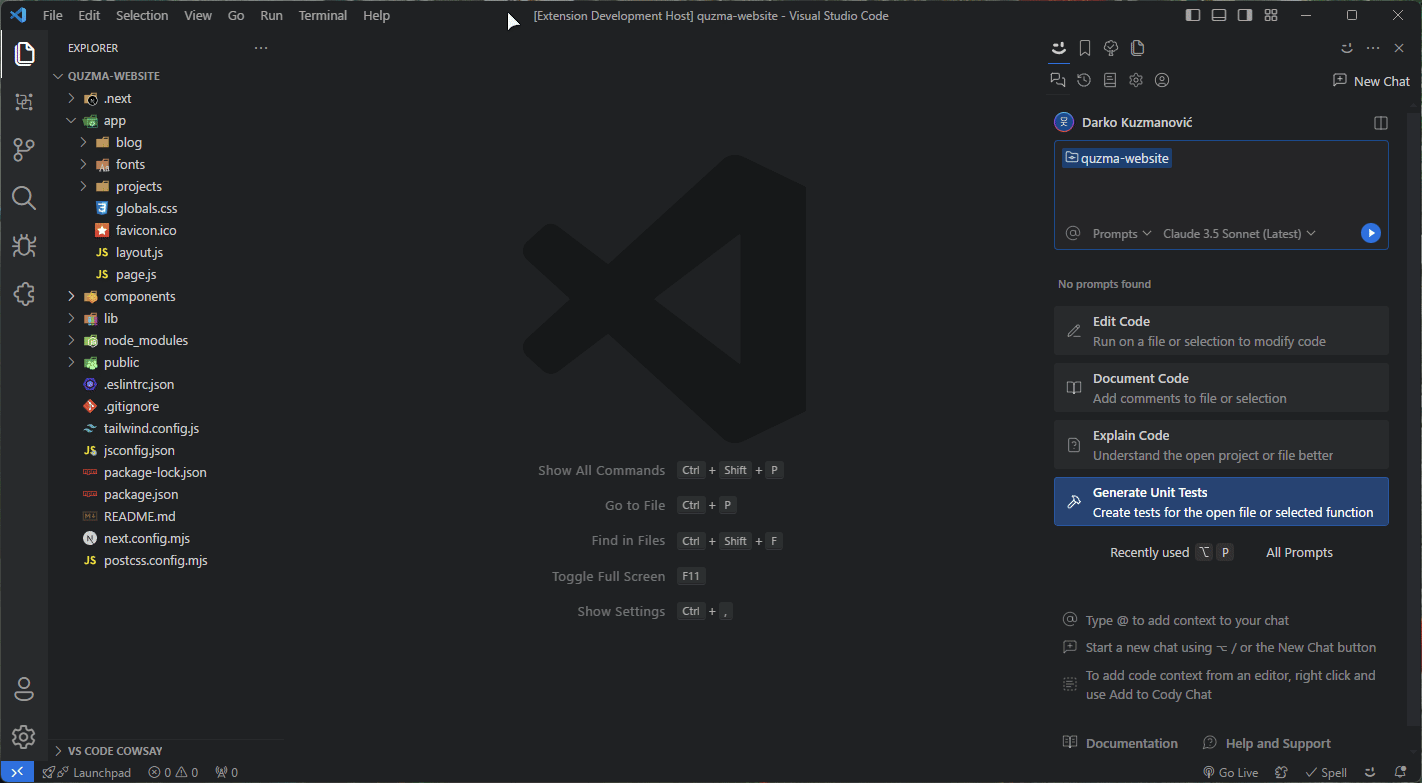 File Edit Selection View Go Run Terminal Help
[Extension Development Host] quzma-website - Visual Studio Code
EXPLORER
QUZMA-WEBSITE
.next
app
blog
fonts
projects
globals.css
favicon.ico
layout.js
page.js
components
lib
node_modules
public
.eslintrc.json
.gitignore
tailwind.config.js
jsconfig.json
package-lock.json
package.json
README.md
next.config.mjs
postcss.config.mjs
VS CODE COWSAY
Show All Commands Ctrl + Shift + P
Go to File Ctrl + P
Find in Files Ctrl + Shift + F
Toggle Full Screen F11
Show Settings Ctrl + ,
New Chat
Darko Kuzmanović
quzma-website
Prompts Claude 3.5 Sonnet (Latest)
No prompts found
Edit Code
Run on a file or selection to modify code
Document Code
Add comments to file or selection
Explain Code
Understand the open project or file better
Generate Unit Tests
Create tests for the open file or selected function
Recently used ⌥ P All Prompts
Type @ to add context to your chat
Start a new chat using ⌥ / or the New Chat button
To add code context from an editor, right click and
use Add to Cody Chat
Documentation Help and Support
Launchpad 0 0 0 Go Live Spell